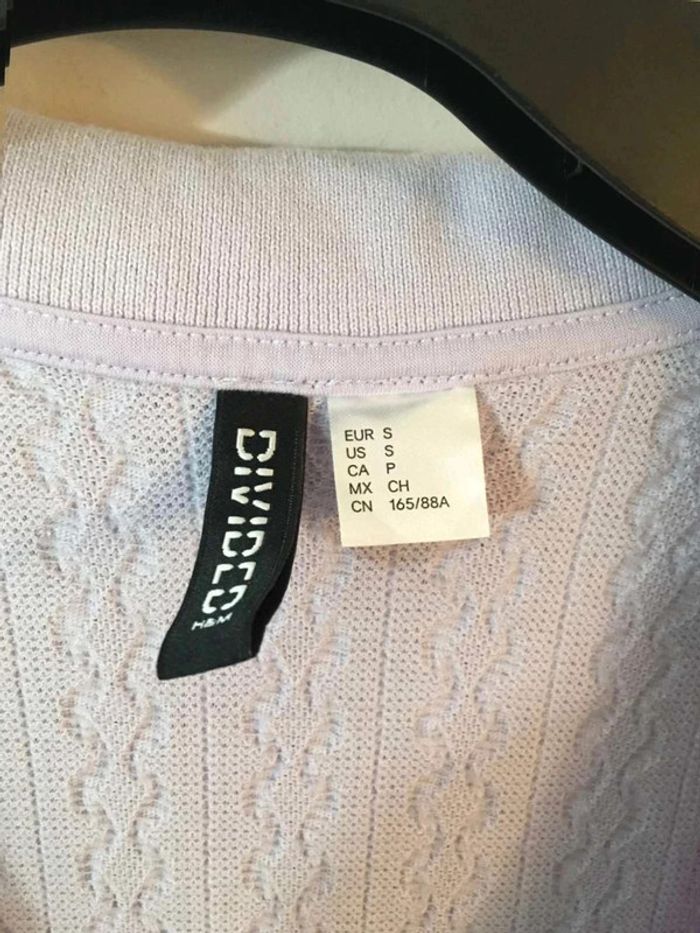 DIVIDED
H&M
EUR S
US S
CA P
MX CH
CN 165/88A